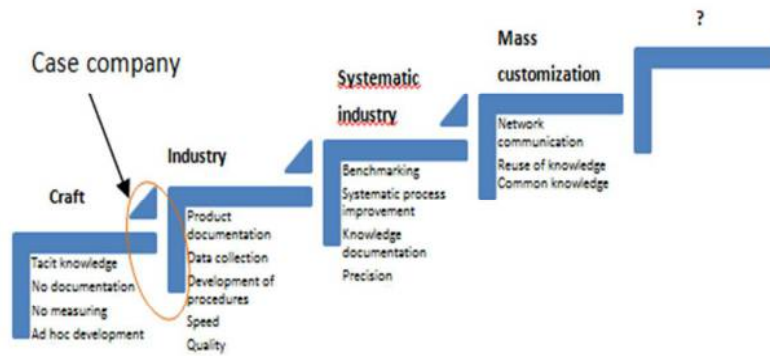 Case company
Craft
Tacit knowledge
No documentation
No measuring
Ad hoc development
Industry
Product
documentation
Data collection
Development of
procedures
Speed
Quality
Systematic
industry
Benchmarking
Systematic process
improvement
Knowledge
documentation
Precision
Mass
customization
Network
communication
Reuse of knowledge
Common knowledge
?